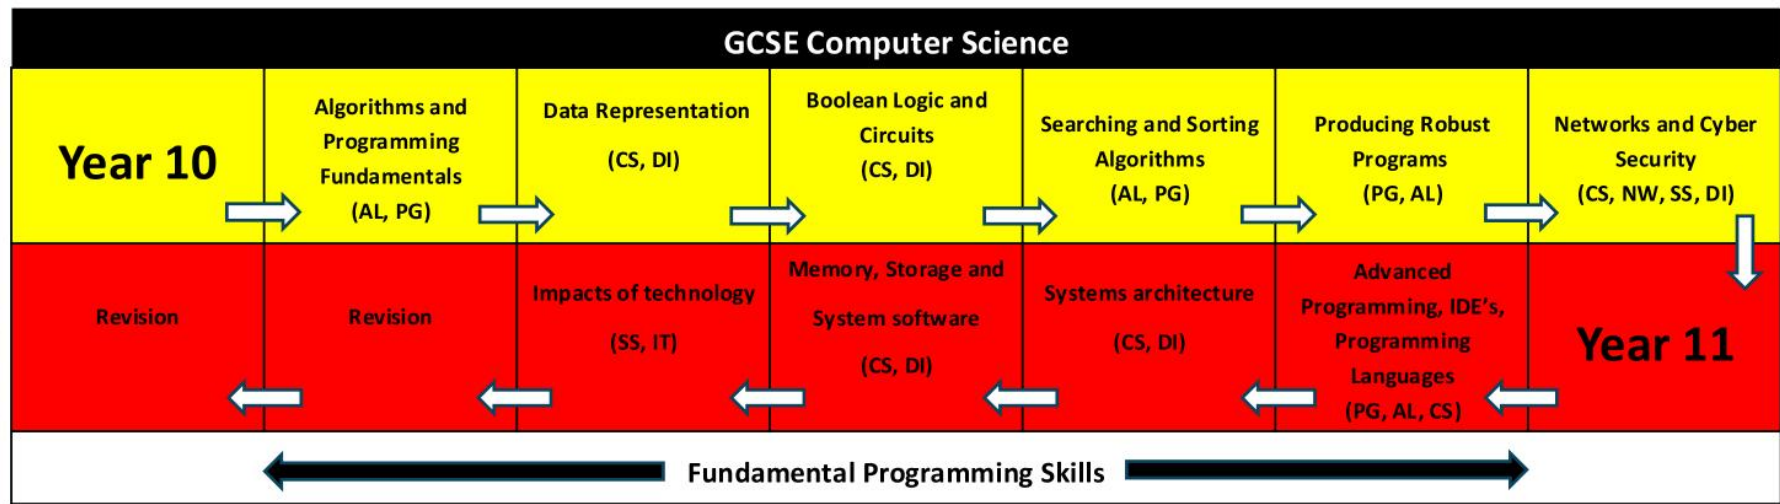 GCSE Computer Science
Year 10
Algorithms and
Programming
Fundamentals
(AL, PG)
Data Representation
(CS, DI)
Boolean Logic and
Circuits
(CS, DI)
Searching and Sorting
Algorithms
(AL, PG)
Producing Robust
Programs
(PG, AL)
Networks and Cyber
Security
(CS, NW, SS, DI)
Year 11
Advanced
Programming, IDE's,
Programming
Languages
(PG, AL, CS)
Systems architecture
(CS, DI)
Memory, Storage and
System software
(CS, DI)
Impacts of technology
(SS, IT)
Revision
Revision
Fundamental Programming Skills